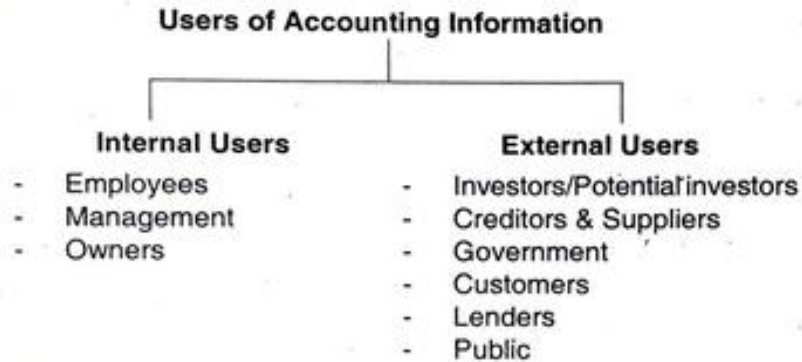 Users of Accounting Information
Internal Users
- Employees
- Management
- Owners
External Users
- Investors/Potential investors
- Creditors & Suppliers
- Government
- Customers
- Lenders
- Public